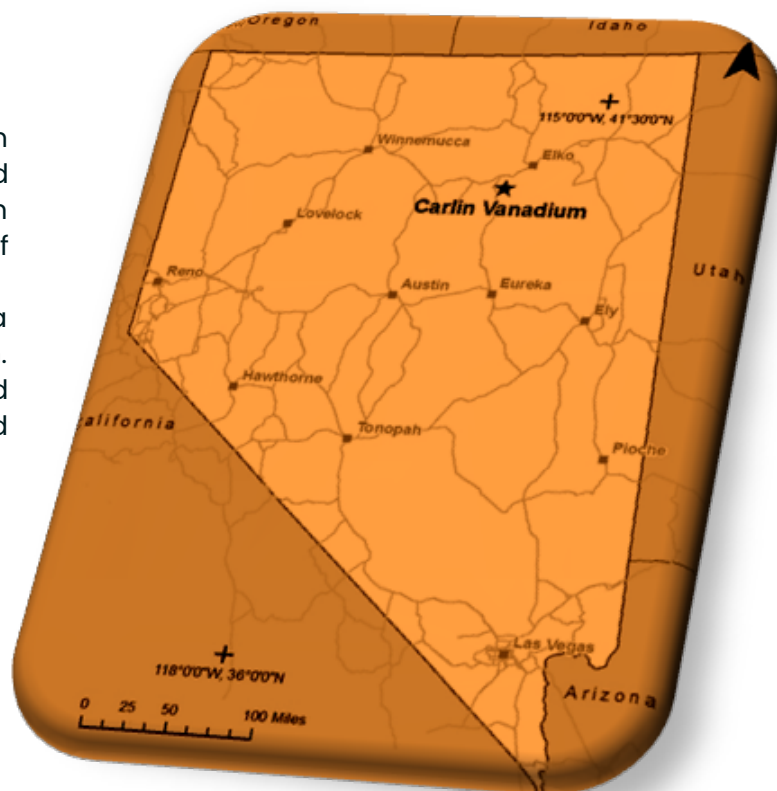 n
d
n
f
a
.
d
d
Oregon
Idaho
115°0'0"W, 41°30'0"N
Winnemucca
Elko
Carlin Vanadium
Lovelock
Utah
Reno
Austin
Eureka
Ely
Hawthorne
alifornia
Tonopah
Pioche
Las Vegas
118°0'0"W, 36°0'0"N
Arizona
0 25 50 100 Miles